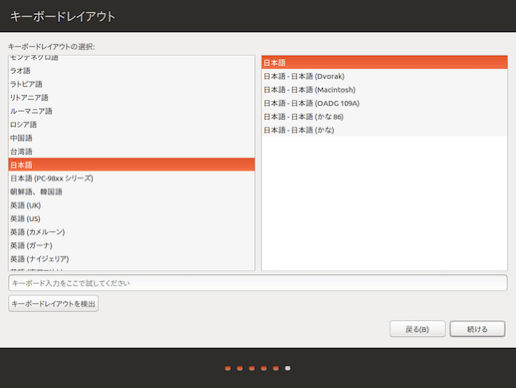 キーボードレイアウト
キーボードレイアウトの選択:
モンテネグロ語
ラオ語
ラトビア語
リトアニア語
ルーマニア語
ロシア語
中国語
台湾語
日本語
日本語 (PC-98xx シリーズ)
朝鮮語、韓国語
英語 (UK)
英語 (US)
英語 (カメルーン)
英語 (ガーナ)
英語 (ナイジェリア)
日本語
日本語 - 日本語 (Dvorak)
日本語 - 日本語 (Macintosh)
日本語 - 日本語 (OADG 109A)
日本語 - 日本語 (かな 86)
日本語 - 日本語 (かな)
キーボード入力をここで試してください
キーボードレイアウトを検出
戻る(B)
続ける